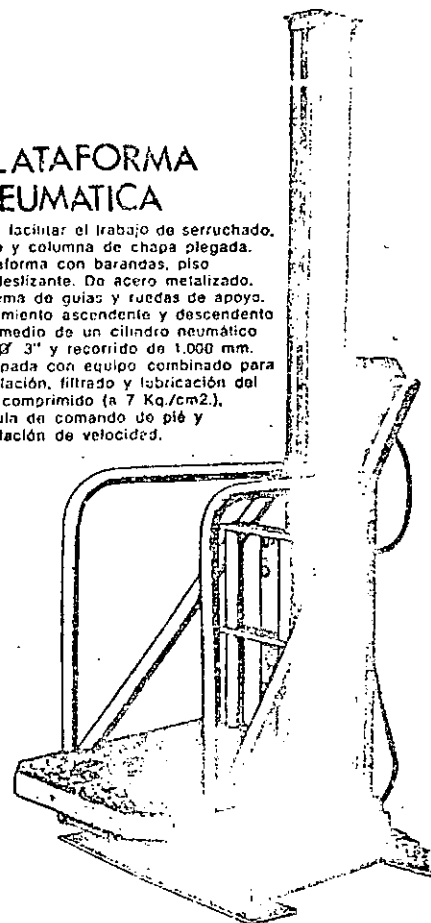 LATAFORMA
EUMATICA
facilitar el trabajo de serruchado.
e y columna de chapa plegada.
aforma con barandas, piso
deslizante. De acero metalizado.
ema de guias y ruedas de apoyo.
miento ascendente y descendente
medio de un cilindro neumático
Ø 3" y recorrido de 1.000 mm.
pada con equipo combinado para
lación, filtrado y lubricación del
comprimido (a 7 Kg./cm2.),
ula de comando de pié y
lación de velocidad.